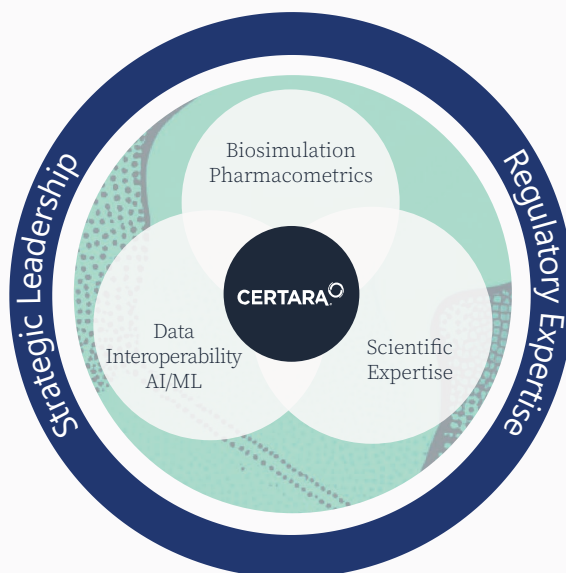 Strategic Leadership
Regulatory Expertise
Biosimulation
Pharmacometrics
CERTARA
Data
Interoperability
AI/ML
Scientific
Expertise